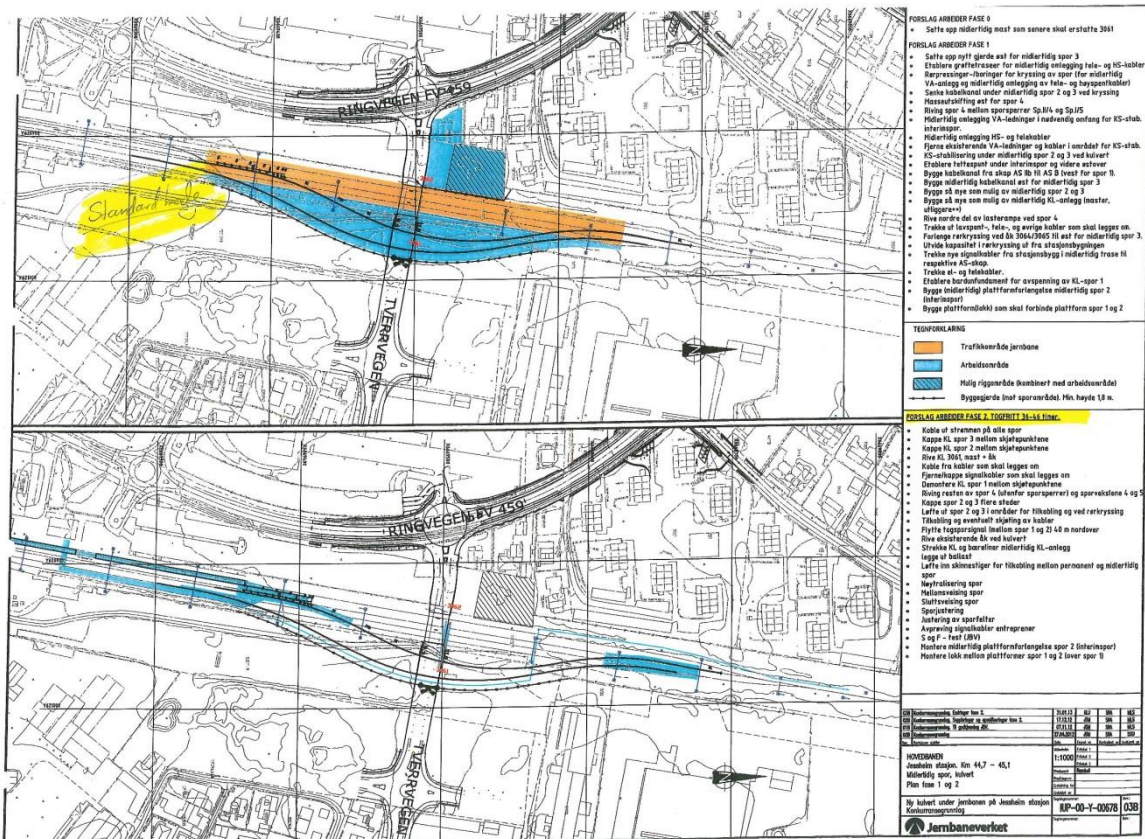 FORSLAG ARBEIDER FASE 0
Sette opp midlertidig mast som senere skal erstatte 3061
FORSLAG ARBEIDER FASE 1
Sette opp nytt gjerde øst for midlertidig spor 3
Etablere grøftetraseer for midlertidig omlegging tele- og HS-kabler
Rørpressinger-/boringer for kryssing av spor (for midlertidig
VA-anlegg og midlertidig omlegging av tele- og høyspentkabler)
Senke kabelkanal under midlertidig spor 2 og 3 ved kryssing
Masseutskifting øst for spor 4
Riving spor 4 mellom sporsperrer Sp.II/4 og Sp.I/5
Midlertidig omlegging VA-ledninger i nødvendig omfang for KS-stab.
interimspor.
Midlertidig omlegging HS- og telekabler
Fjerne eksisterende VA-ledninger og kabler i området for KS-stab.
KS-stabilisering under midlertidig spor 2 og 3 ved kulvert
Etablere tettespunt under interimspor og videre østover
Bygge kabelkanal fra skap AS IIb til AS B (vest for spor 1).
Bygge midlertidig kabelkanal øst for midlertidig spor 3
Bygge så mye som mulig av midlertidig spor 2 og 3
Bygge så mye som mulig av midlertidig KL-anlegg (master,
utliggere++)
Rive nordre del av lasterampe ved spor 4
Trekke ut lavspent-, tele-, og øvrige kabler som skal legges om.
Forlenge rørkryssing ved åk 3064/3065 til øst for midlertidig spor 3.
Utvide kapasitet i rørkryssing ut fra stasjonsbygningen
Trekke nye signalkabler fra stasjonsbygg i midlertidig trase til
respektive AS-skap.
Trekke el- og telekabler.
Etablere bardunfundament for avspenning av KL-spor 1
Bygge (midlertidig) plattformforlengelse midlertidig spor 2
(interimspor)
Bygge plattform(lokk) som skal forbinde plattform spor 1 og 2
TEGNFORKLARING
Trafikkområde jernbane
Arbeidsområde
Mulig riggområde (kombinert med arbeidsområde)
Byggegjerde (mot sporområde). Min. høyde 1,8 m.
RINGVEGEN FV 459
Standard
TVERRVEGEN
N
FORSLAG ARBEIDER FASE 2, TOGFRITT 36-46 timer.
Koble ut strømmen på alle spor
Kappe KL spor 3 mellom skjøtepunktene
Kappe KL spor 2 mellom skjøtepunktene
Rive KL 3061, mast + åk
Koble fra kabler som skal legges om
Fjerne/kappe signalkabler som skal legges om
Demontere KL spor 1 mellom skjøtepunktene
Riving resten av spor 4 (utenfor sporsperrer) og sporvekslene 4 og 5
Kappe spor 2 og 3 flere steder
Løfte ut spor 2 og 3 i områder for tilkobling og ved rørkryssing
Tilkobling og eventuelt skjøting av kabler
Flytte togsporsignal (mellom spor 1 og 2) 40 m nordover
Rive eksisterende åk ved kulvert
Strekke KL og bæreliner midlertidig KL-anlegg
legge ut ballast
Løfte inn skinnestiger for tilkobling mellom permanent og midlertidig
spor
Nøytralisering spor
Mellomsveising spor
Sluttsveising spor
Sporjustering
Justering av sporfelter
Avprøving signalkabler entreprenør
S og F - test (JBV)
Montere midlertidig plattformforlengelse spor 2 (interimspor)
Montere lokk mellom plattformer spor 1 og 2 (over spor 1)
RINGVEGEN FV 459
TVERRVEGEN
N
1:1000
HOVEDBANEN
Jessheim stasjon. Km 44,7 - 45,1
Midlertidig spor, kulvert
Plan fase 1 og 2
Ny kulvert under jernbanen på Jessheim stasjon
Konkurransegrunnlag
IUP-00-Y-00678
03B
Jernbaneverket